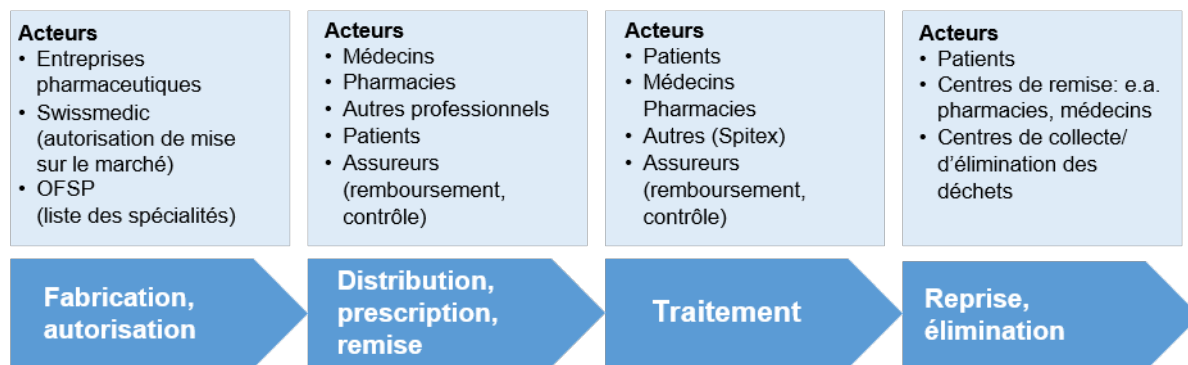 Acteurs
• Entreprises
pharmaceutiques
• Swissmedic
(autorisation de mise
sur le marché)
• OFSP
(liste des spécialités)
Acteurs
• Médecins
• Pharmacies
• Autres professionnels
• Patients
• Assureurs
(remboursement,
contrôle)
Acteurs
• Patients
• Médecins
Pharmacies
• Autres (Spitex)
• Assureurs
(remboursement,
contrôle)
Acteurs
• Patients
• Centres de remise: e.a.
pharmacies, médecins
• Centres de collecte/
d'élimination des
déchets
Fabrication,
autorisation
Distribution,
prescription,
remise
Traitement
Reprise,
élimination